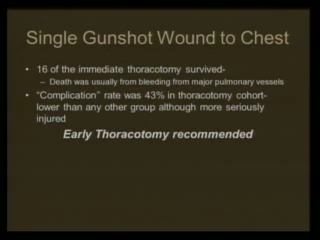 Single Gunshot Wound to Chest
• 16 of the immediate thoracotomy survived-
– Death was usually from bleeding from major pulmonary vessels
• “Complication” rate was 43% in thoracotomy cohort-
lower than any other group although more seriously
injured
Early Thoracotomy recommended